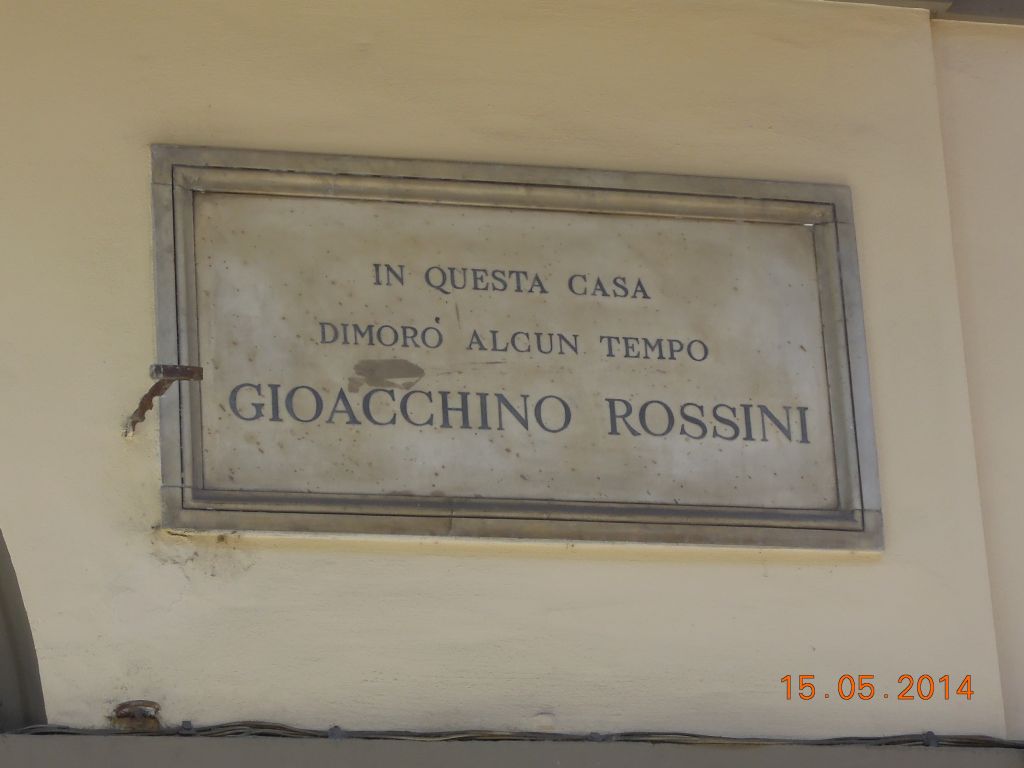 IN QUESTA CASA
DIMORÒ ALCUN TEMPO
GIOACCHINO ROSSINI
15.05.2014